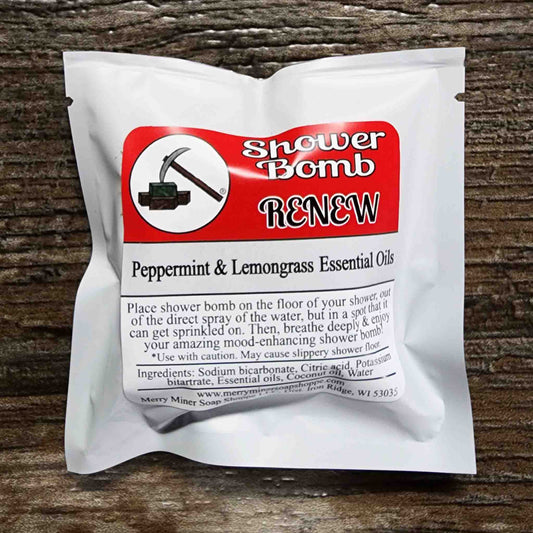 Shower
Bomb
RENEW
®
Peppermint & Lemongrass Essential Oils
Place shower bomb on the floor of your shower, out
of the direct spray of the water, but in a spot that it
can get sprinkled on. Then, breathe deeply & enjoy
your amazing mood-enhancing shower bomb!
*Use with caution. May cause slippery shower floor.
Ingredients: Sodium bicarbonate, Citric acid, Potassium
bitartrate, Essential oils, Coconut oil, Water
www.merryminersoapshoppe.com
Merry Miner Soap Shoppe Iron Ridge, WI 53035